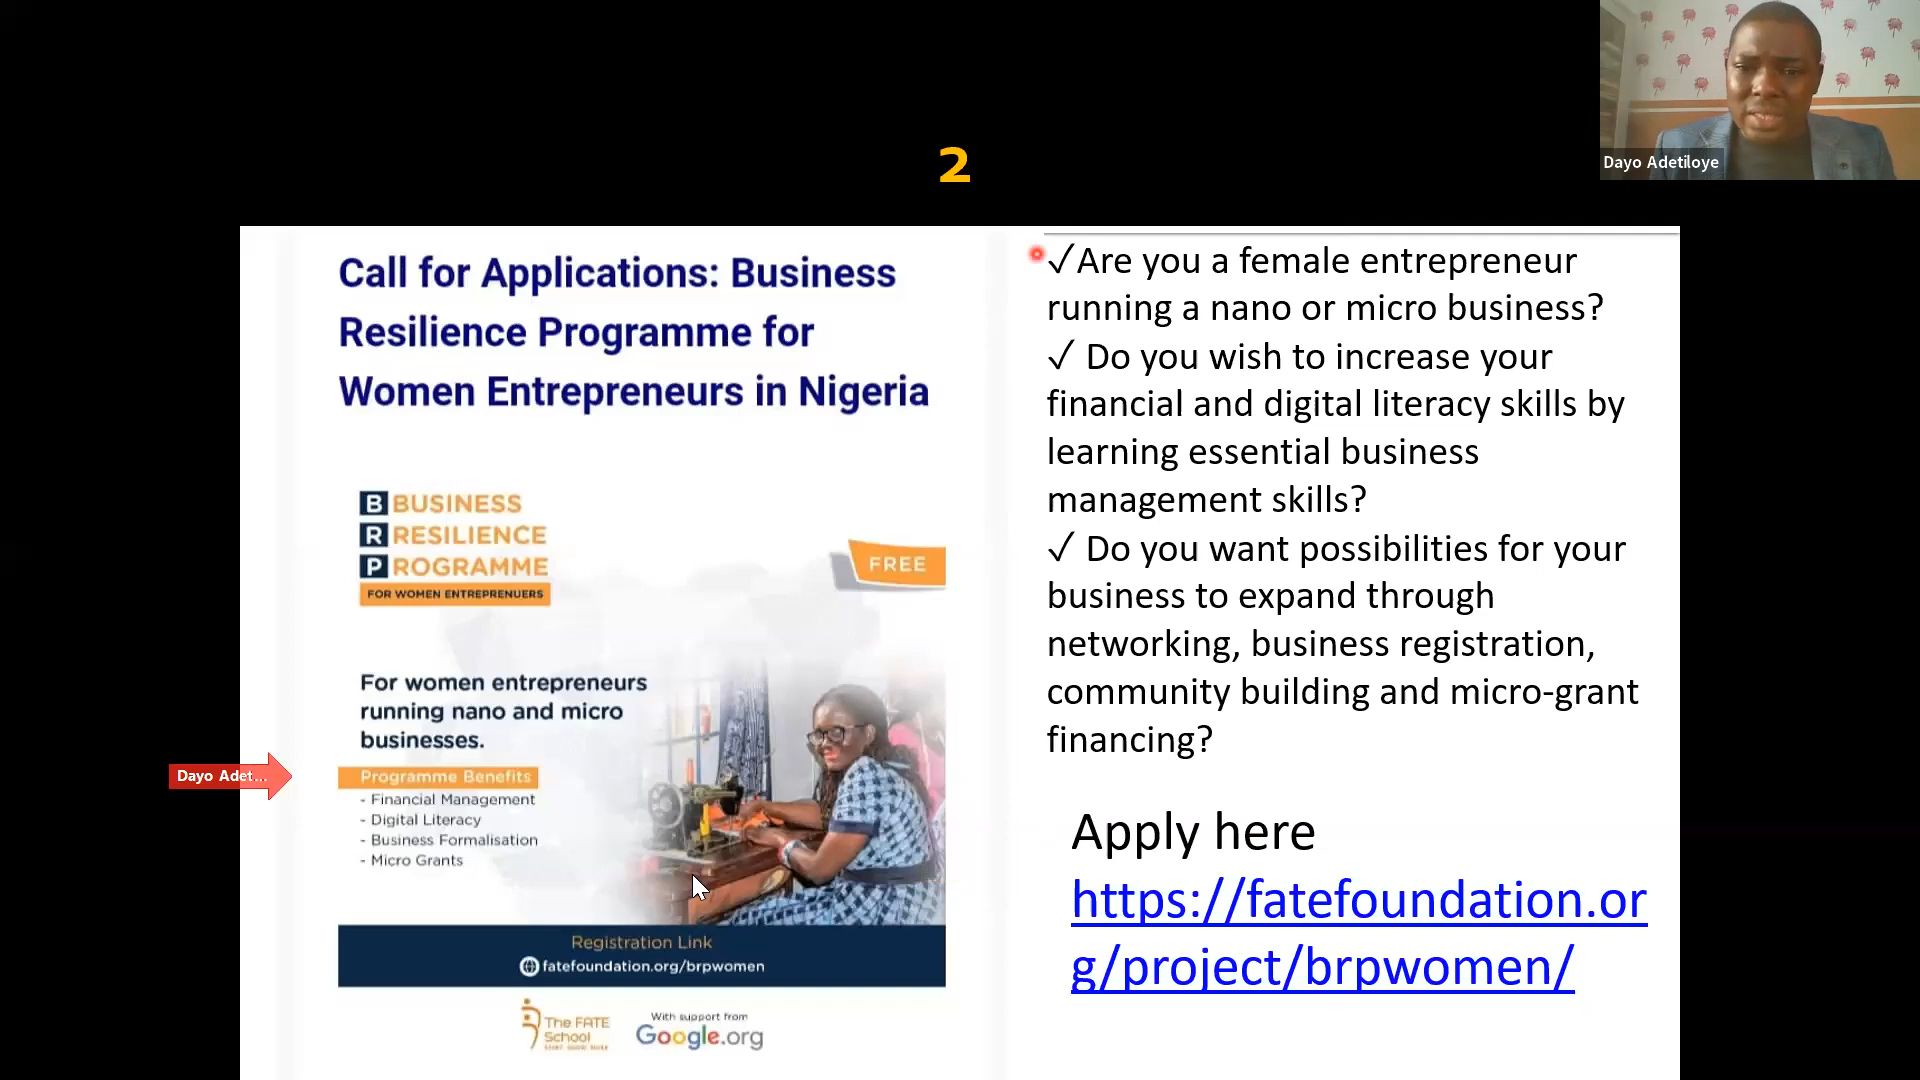 2
Dayo Adetiloye
Call for Applications: Business
Resilience Programme for
Women Entrepreneurs in Nigeria
B BUSINESS
R RESILIENCE
PROGRAMME
FOR WOMEN ENTREPRENUERS
FREE
For women entrepreneurs
running nano and micro
businesses.
Dayo Adet...
Programme Benefits
- Financial Management
- Digital Literacy
- Business Formalisation
- Micro Grants
Registration Link
fatefoundation.org/brpwomen
The FATE
School
With support from
Google.org
✓Are you a female entrepreneur
running a nano or micro business?
✓ Do you wish to increase your
financial and digital literacy skills by
learning essential business
management skills?
✓ Do you want possibilities for your
business to expand through
networking, business registration,
community building and micro-grant
financing?
Apply here
https://fatefoundation.or
g/project/brpwomen/